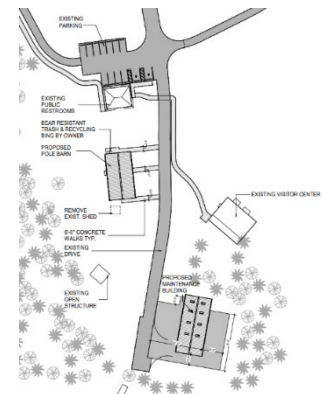 EXISTING
PARKING
EXISTING
PUBLIC
RESTROOMS
BEAR RESISTANT
TRASH & RECYCLING
BINS BY OWNER
PROPOSED
POLE BARN
EXISTING VISITOR CENTER
REMOVE
EXIST. SHED
6'-0" CONCRETE
WALKS TYP.
EXISTING
DRIVE
PROPOSED
MAINTENANCE
BUILDING
EXISTING
OPEN
STRUCTURE